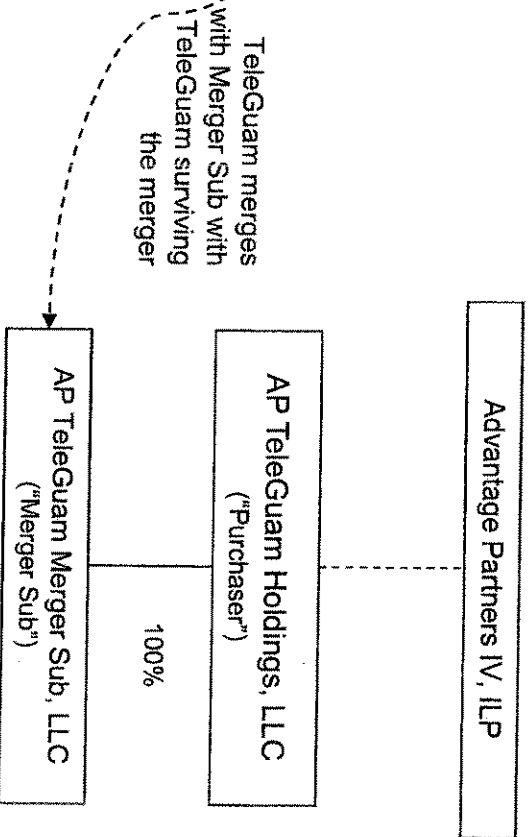 Advantage Partners IV, ILP
AP TeleGuam Holdings, LLC
("Purchaser")
100%
AP TeleGuam Merger Sub, LLC
("Merger Sub")
TeleGuam merges
with Merger Sub with
TeleGuam surviving
the merger